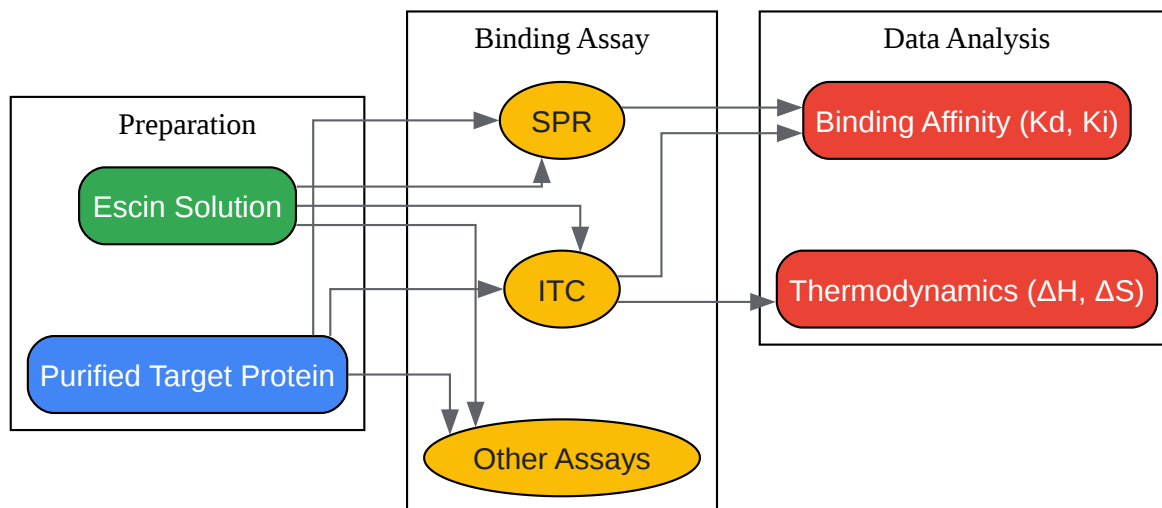 Preparation
Escin Solution
Purified Target Protein
Binding Assay
SPR
ITC
Other Assays
Data Analysis
Binding Affinity (Kd, Ki)
Thermodynamics (ΔH, ΔS)